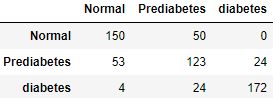 Normal Prediabetes diabetes
Normal 150 50 0
Prediabetes 53 123 24
diabetes 4 24 172